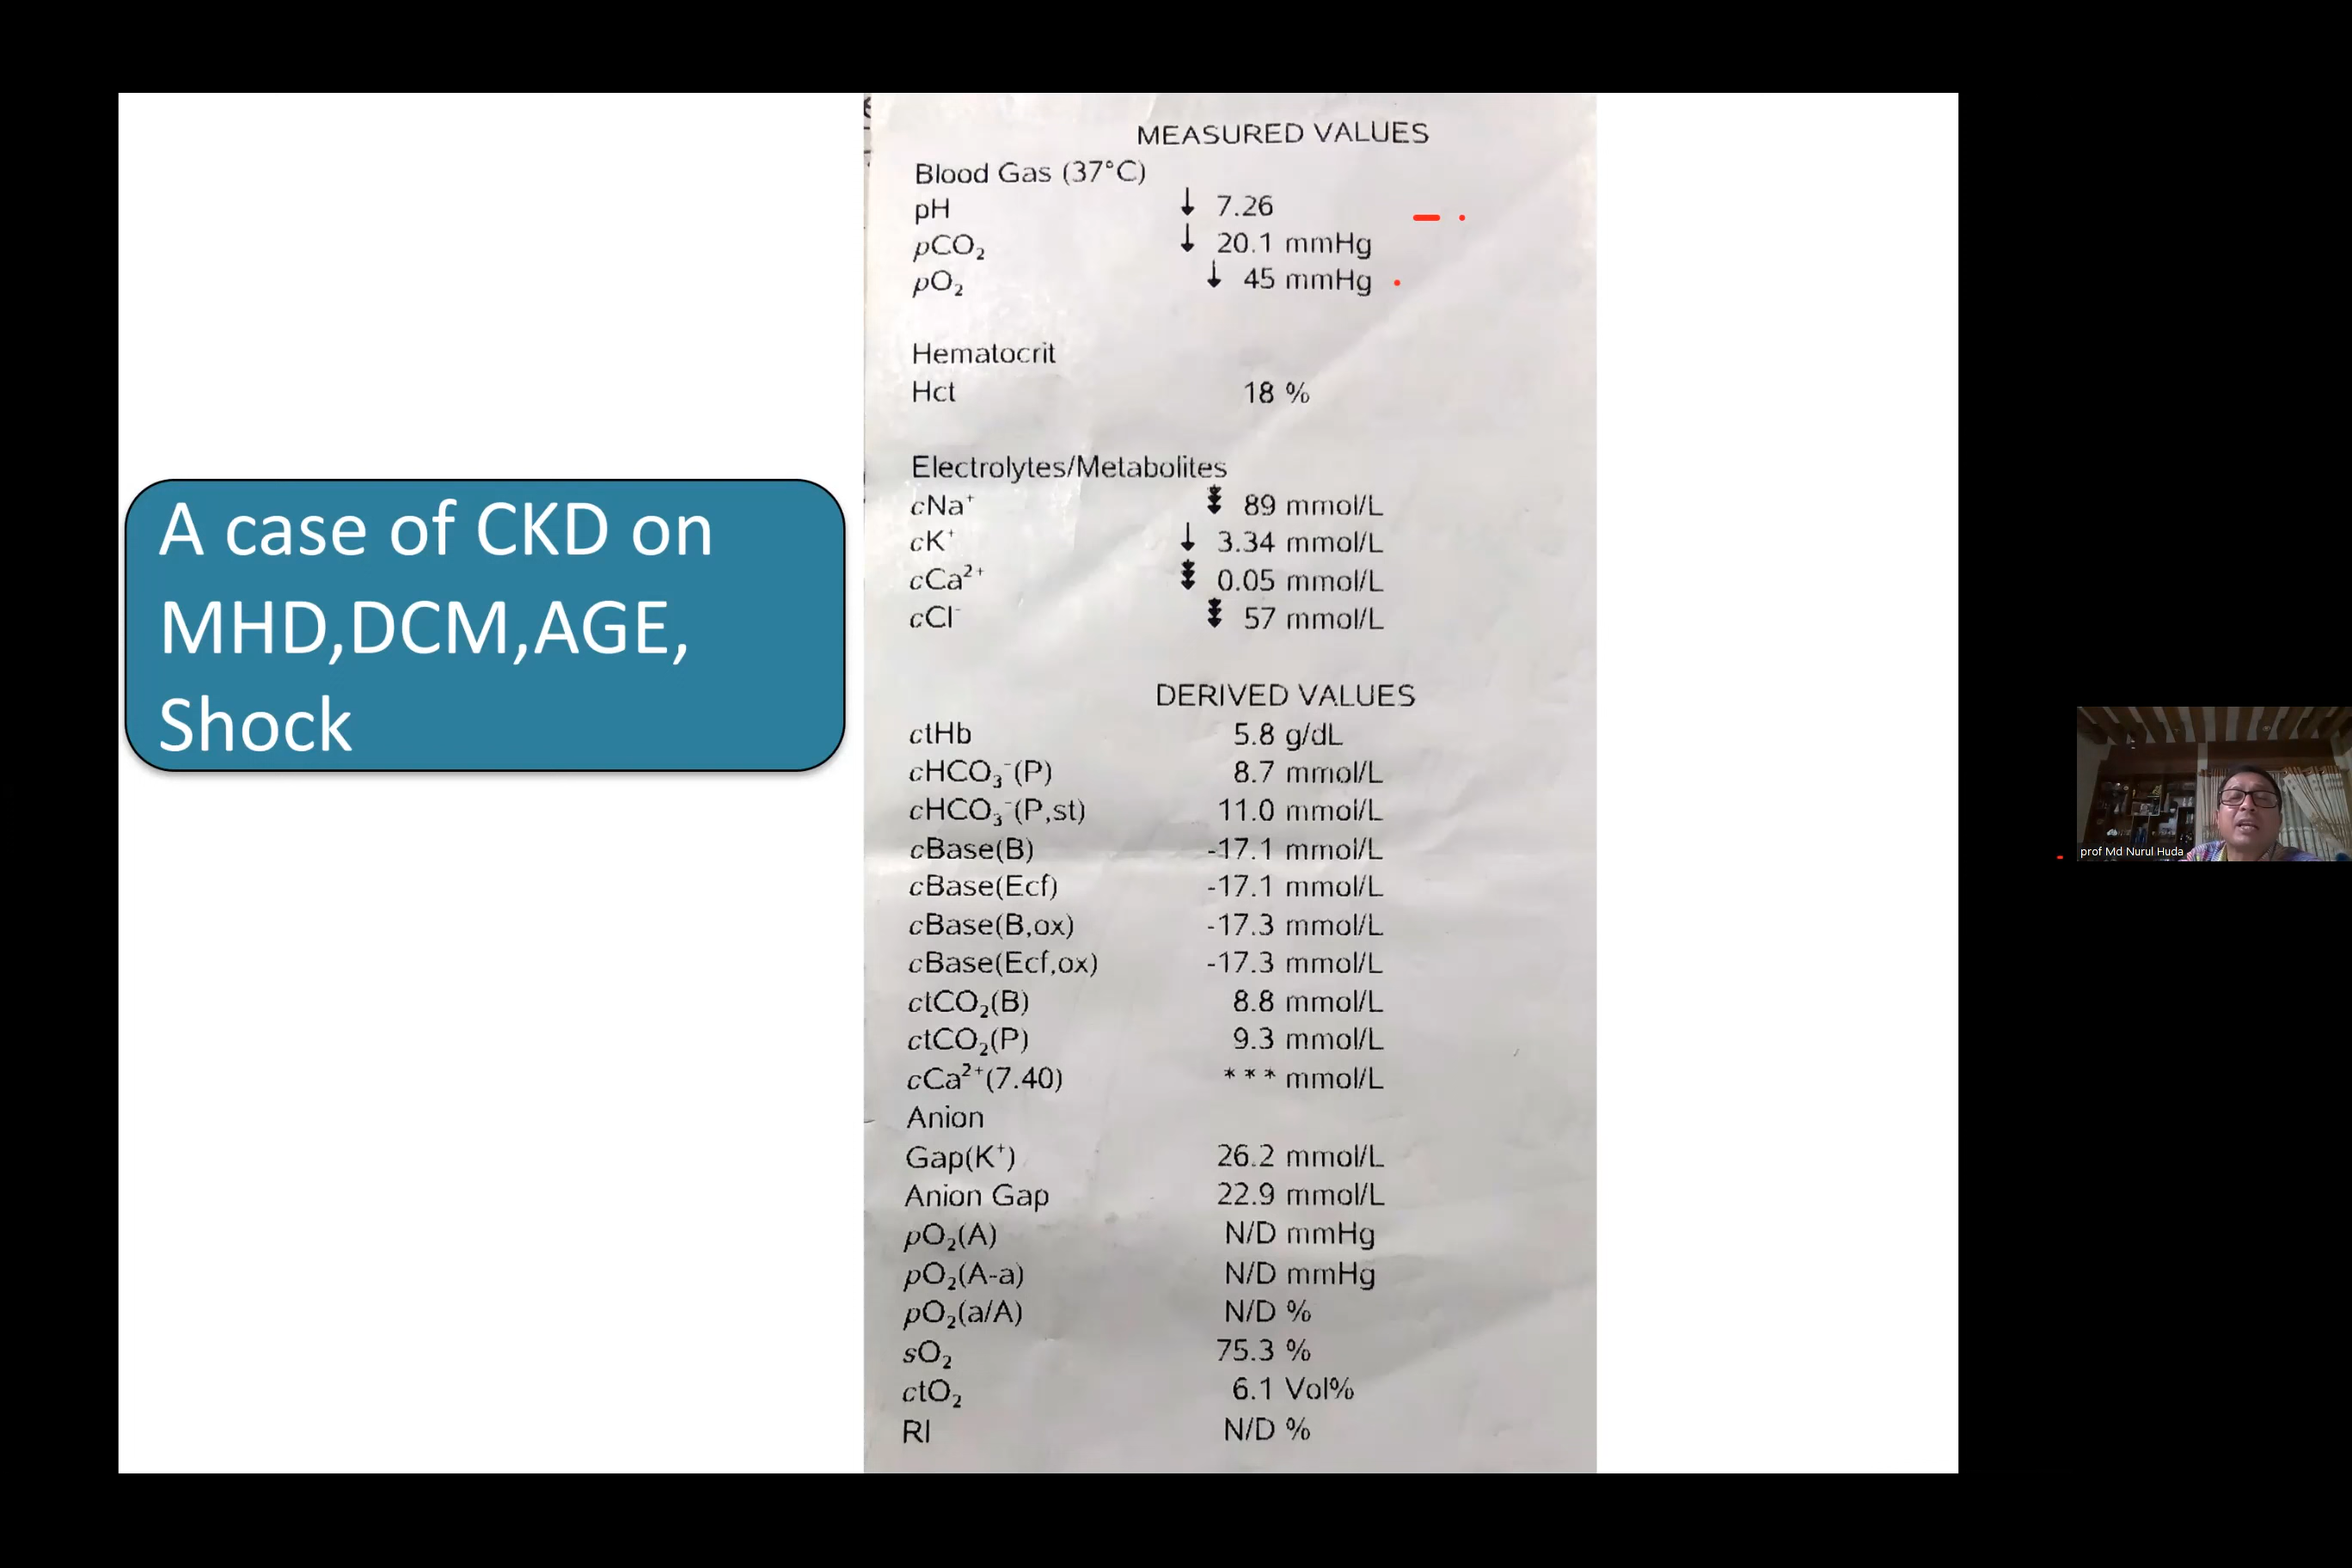 A case of CKD on
MHD,DCM,AGE,
Shock
MEASURED VALUES
Blood Gas (37°C)
pH ↓ 7.26
pCO₂ ↓ 20.1 mmHg
pO₂ ↓ 45 mmHg
Hematocrit
Hct 18 %
Electrolytes/Metabolites
cNa⁺ 89 mmol/L
cK⁺ ↓ 3.34 mmol/L
cCa²⁺ 0.05 mmol/L
cCl⁻ 57 mmol/L
DERIVED VALUES
ctHb 5.8 g/dL
cHCO₃⁻(P) 8.7 mmol/L
cHCO₃⁻(P,st) 11.0 mmol/L
cBase(B) -17.1 mmol/L
cBase(Ecf) -17.1 mmol/L
cBase(B,ox) -17.3 mmol/L
cBase(Ecf,ox) -17.3 mmol/L
ctCO₂(B) 8.8 mmol/L
ctCO₂(P) 9.3 mmol/L
cCa²⁺(7.40) *** mmol/L
Anion
Gap(K⁺) 26.2 mmol/L
Anion Gap 22.9 mmol/L
pO₂(A) N/D mmHg
pO₂(A-a) N/D mmHg
pO₂(a/A) N/D %
sO₂ 75.3 %
ctO₂ 6.1 Vol%
RI N/D %
prof Md Nurul Huda